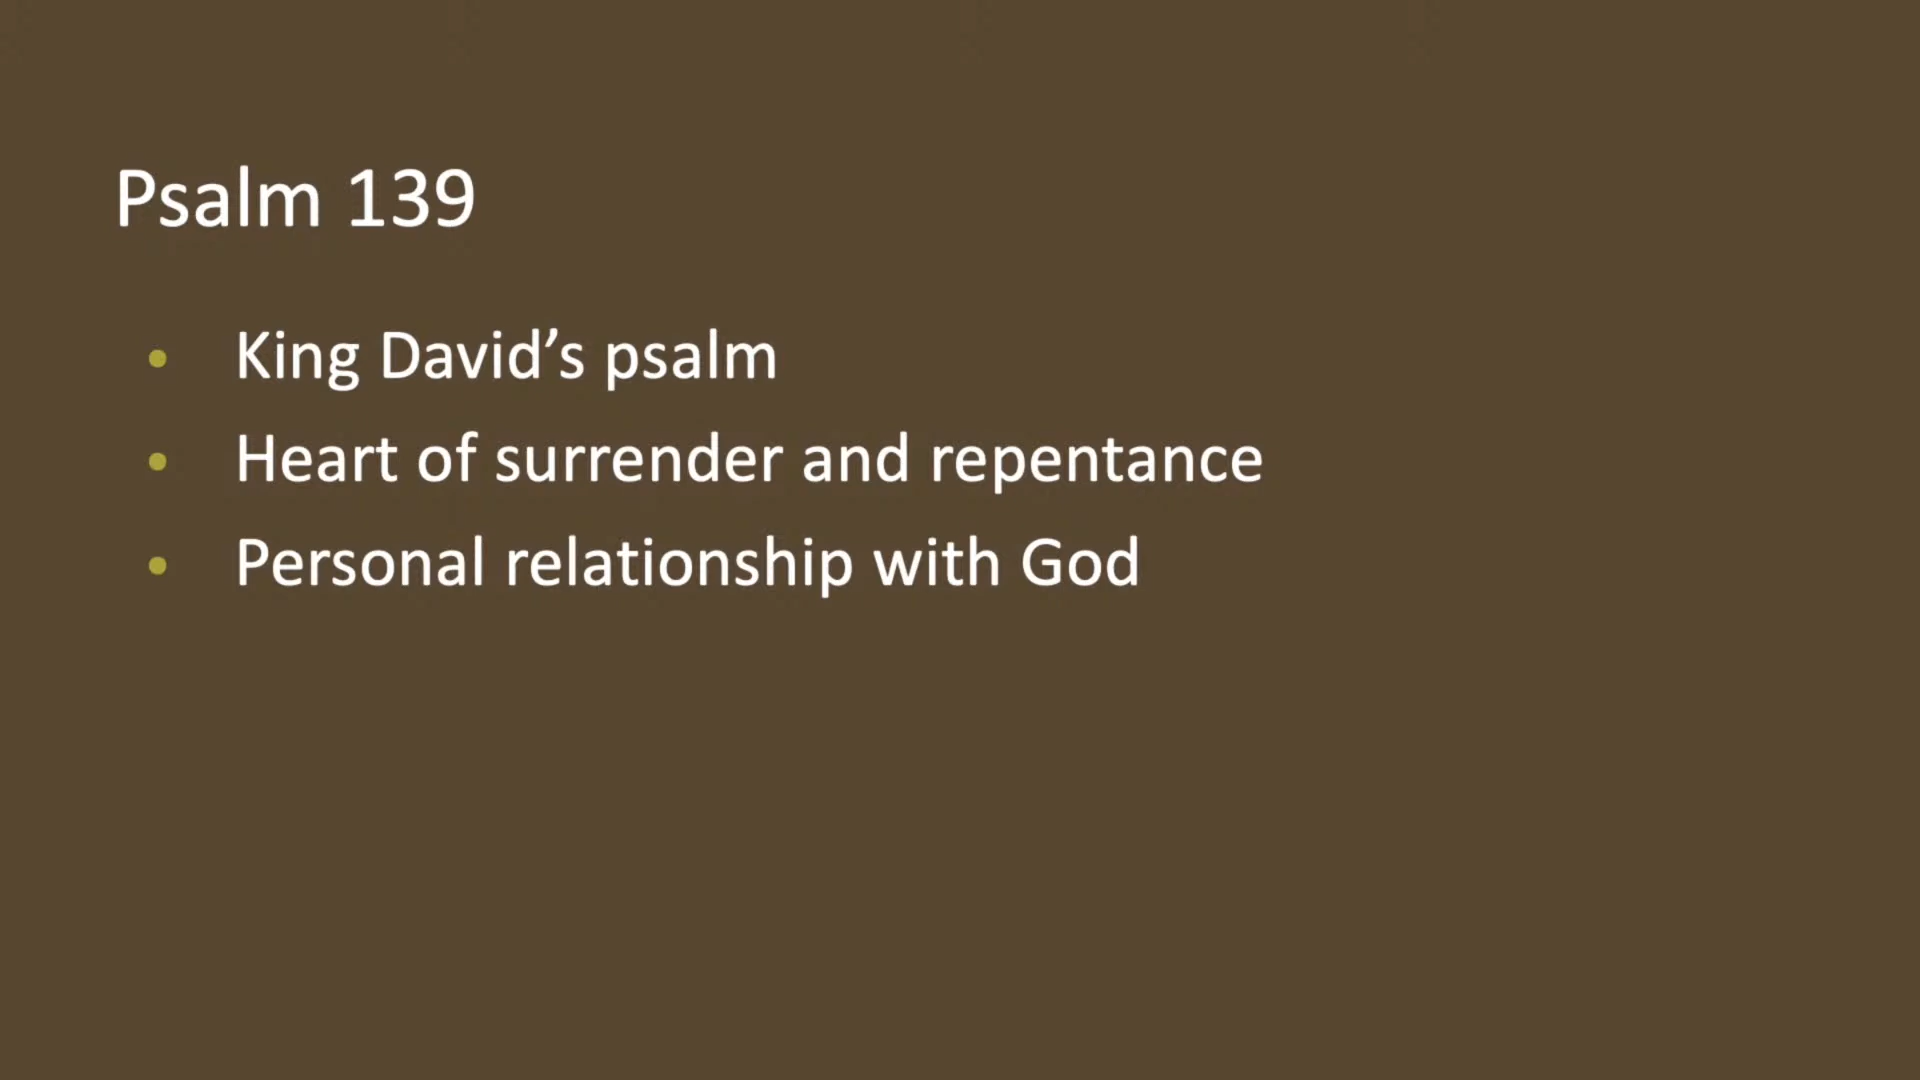 Psalm 139
• King David’s psalm
• Heart of surrender and repentance
• Personal relationship with God